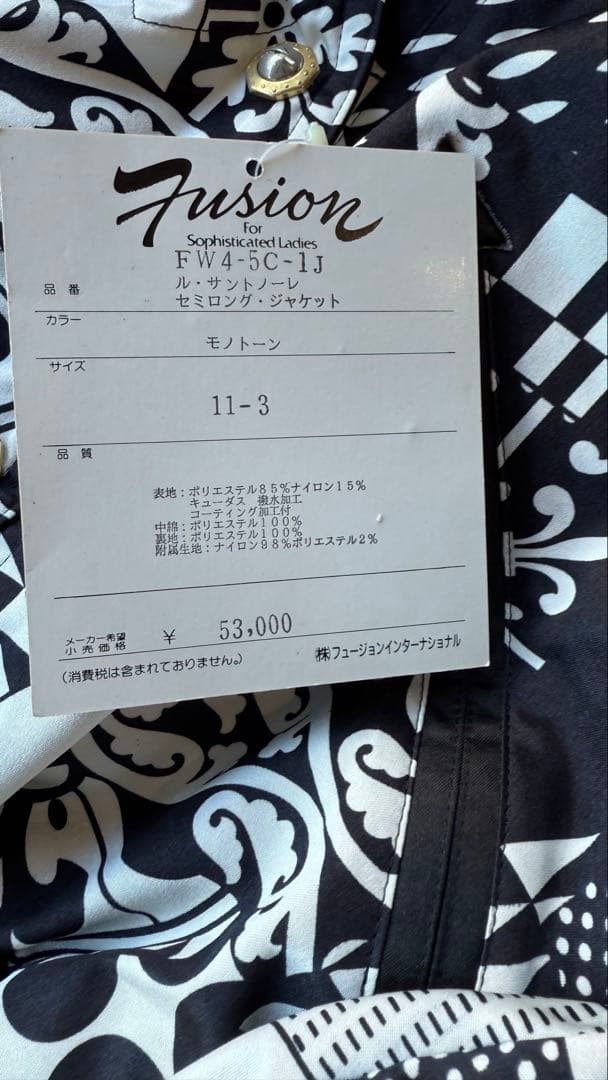 Fusion
For
Sophisticated Ladies
FW4-5C-1J
品番 ル・サントノーレ
セミロング・ジャケット
カラー
モノトーン
サイズ
11-3
品質
表地:ポリエステル85%ナイロン15%
キューダス 撥水加工
コーティング加工付
中綿:ポリエステル100%
裏地:ポリエステル100%
附属生地:ナイロン98%ポリエステル2%
メーカー希望
小売価格 ¥ 53,000
(消費税は含まれておりません。) ㈱フュージョンインターナショナル